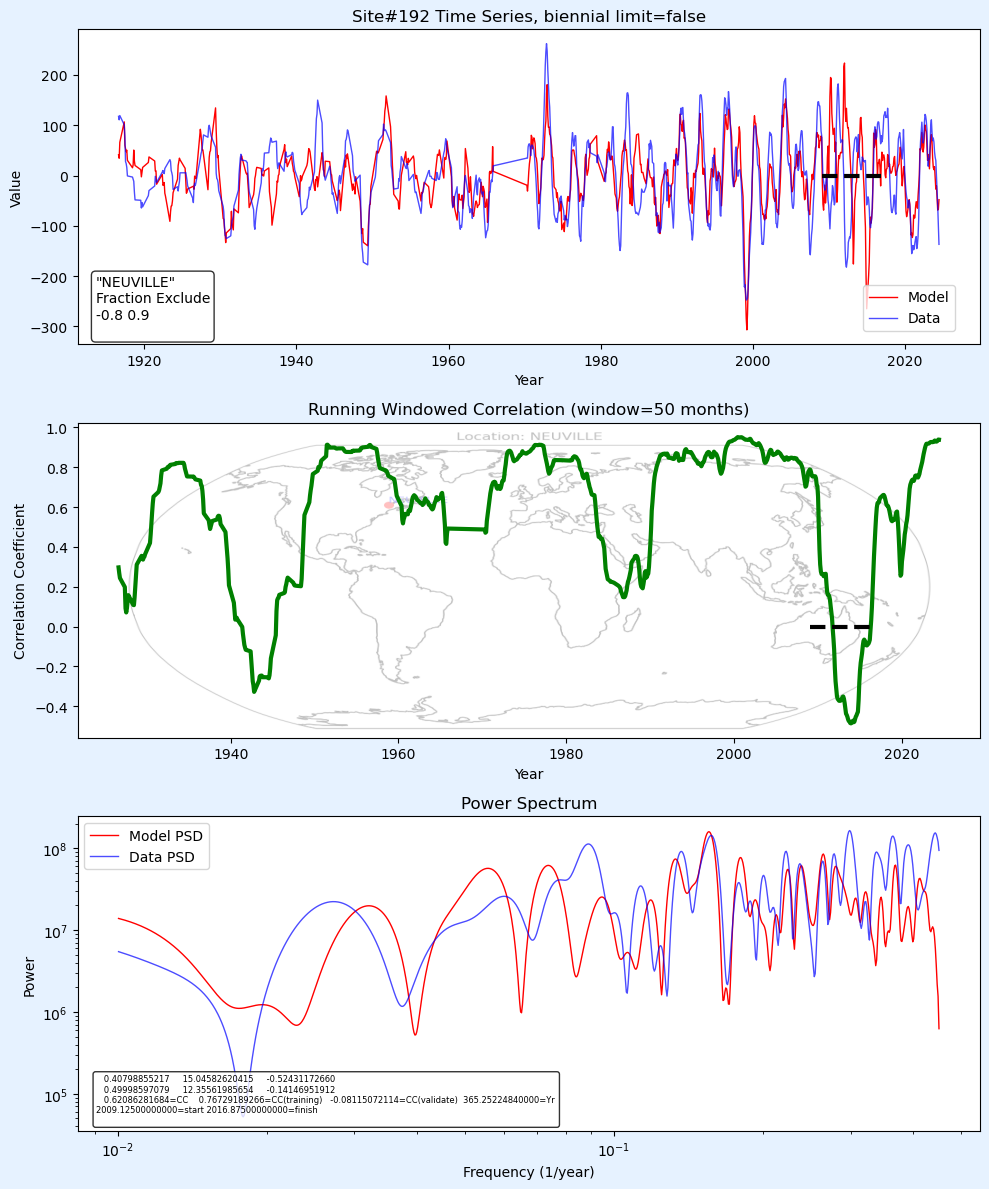 Site#192 Time Series, biennial limit=false
Value
200
100
0
−100
−200
−300
"NEUVILLE"
Fraction Exclude
-0.8 0.9
Model
Data
1920 1940 1960 1980 2000 2020
Year
Running Windowed Correlation (window=50 months)
Location: NEUVILLE
Correlation Coefficient
1.0
0.8
0.6
0.4
0.2
0.0
−0.2
−0.4
1940 1960 1980 2000 2020
Year
Power Spectrum
Model PSD
Data PSD
Power
10^8
10^7
10^6
10^5
0.40798855217 15.04582620415 -0.52431172660
0.49998597079 12.35561985654 -0.14146951912
0.62086281684=CC 0.76729189266=CC(training) -0.08115072114=CC(validate) 365.25224840000=Yr
2009.12500000000=start 2016.87500000000=finish
10^−2 10^−1
Frequency (1/year)